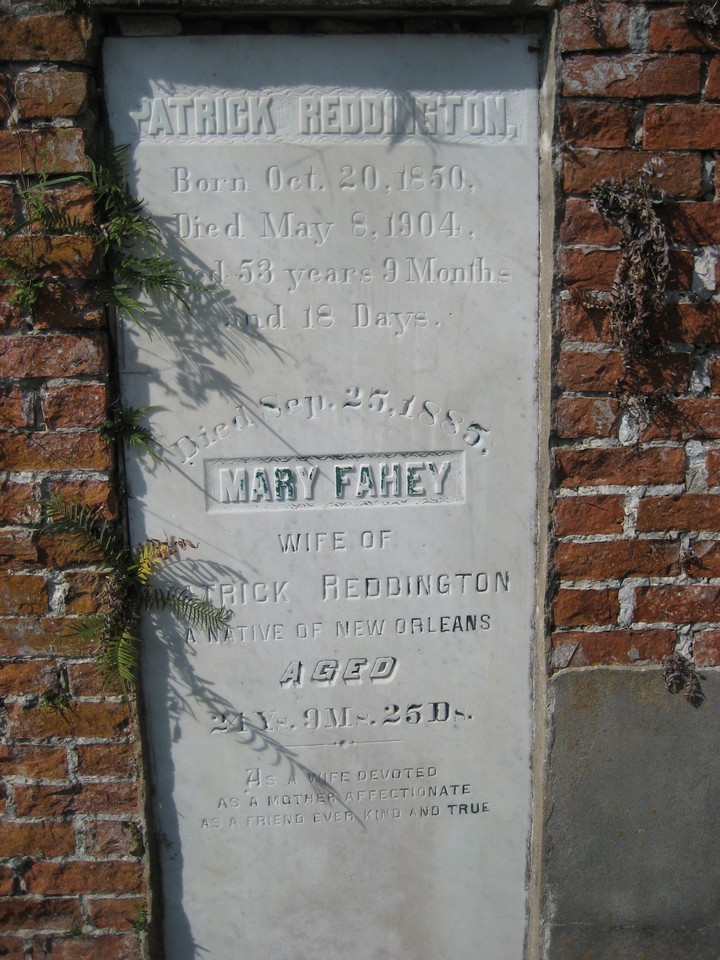 PATRICK REDDINGTON,
Born Oct. 20, 1850,
Died May 8, 1904,
Aged 53 years 9 Months
and 18 Days.
Died Sep. 25, 1885,
MARY FAHEY
WIFE OF
PATRICK REDDINGTON
A NATIVE OF NEW ORLEANS
AGED
24 Ys. 9 Ms. 25 Ds.
AS A WIFE DEVOTED
AS A MOTHER AFFECTIONATE
AS A FRIEND EVER KIND AND TRUE